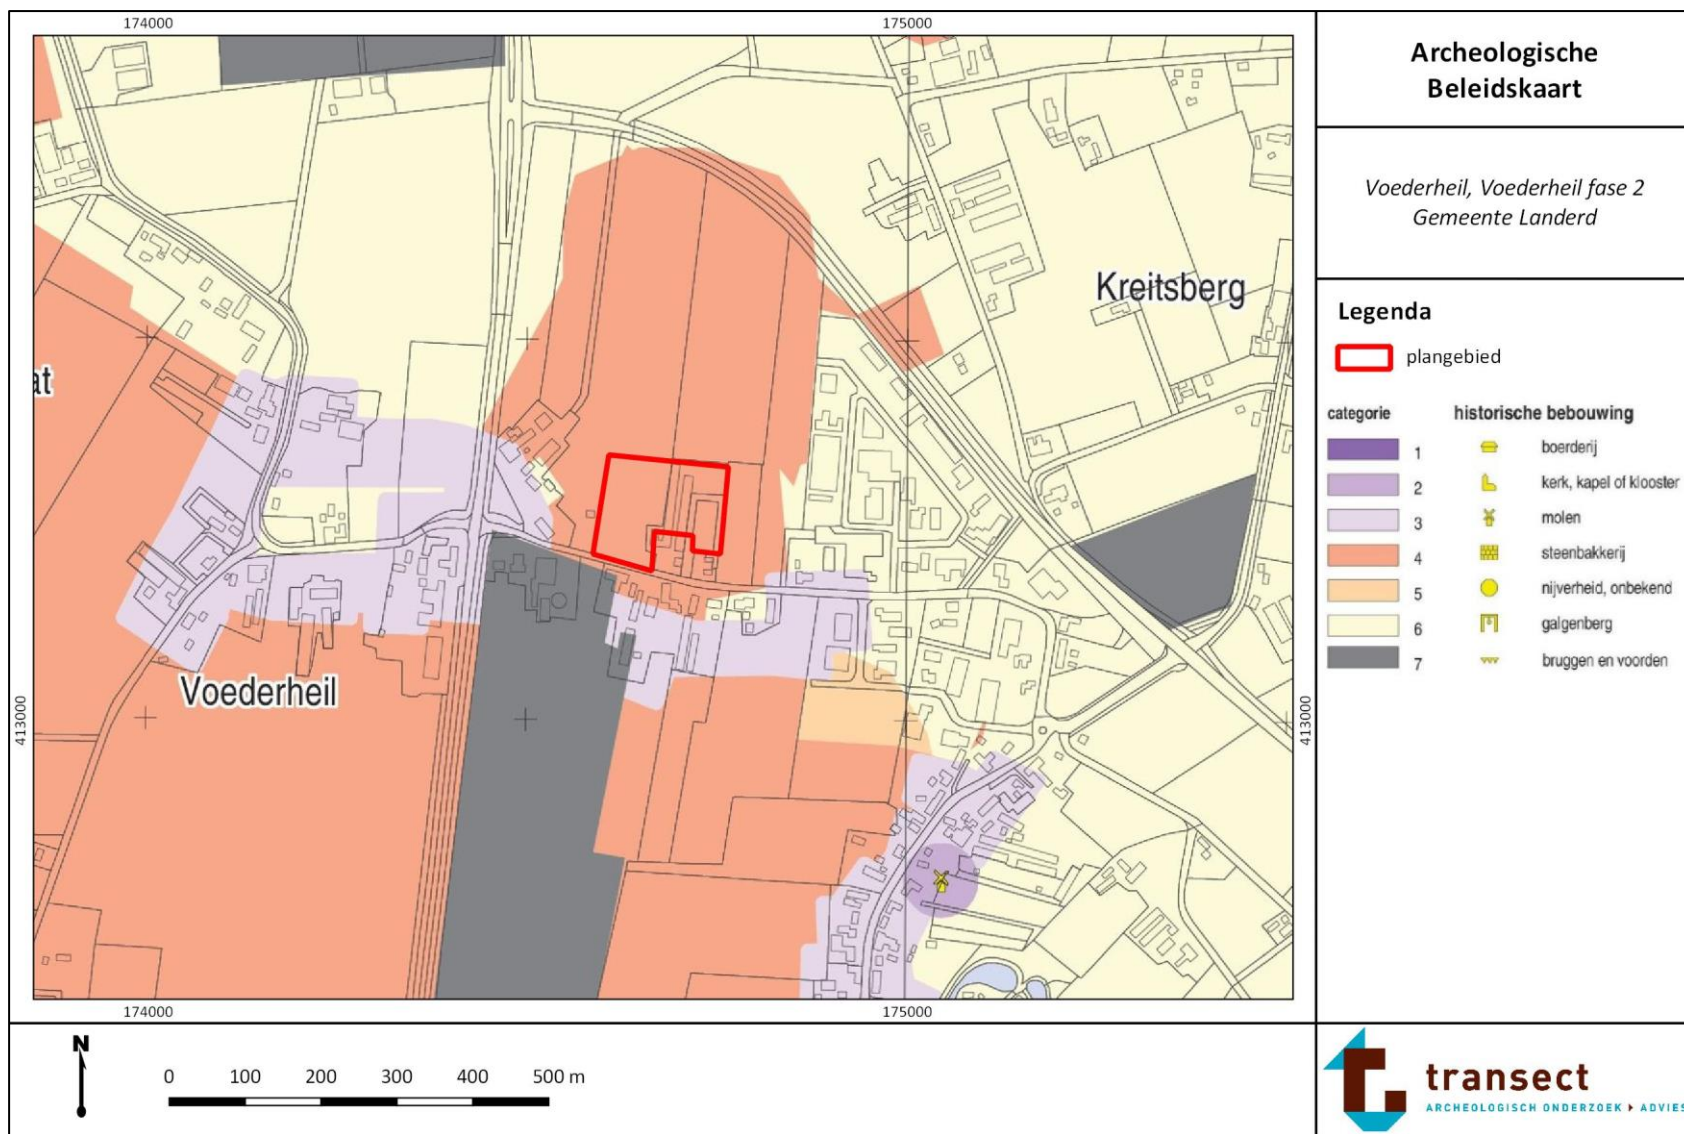 174000
175000
at
Kreitsberg
Voederheil
413000
413000
174000
175000
Archeologische
Beleidskaart
Voederheil, Voederheil fase 2
Gemeente Landerd
Legenda
plangebied
categorie
historische bebouwing
1
boerderij
2
kerk, kapel of klooster
3
molen
4
steenbakkerij
5
nijverheid, onbekend
6
galgenberg
7
bruggen en voorden
N
0 100 200 300 400 500 m
transect
ARCHEOLOGISCH ONDERZOEK ▸ ADVIES